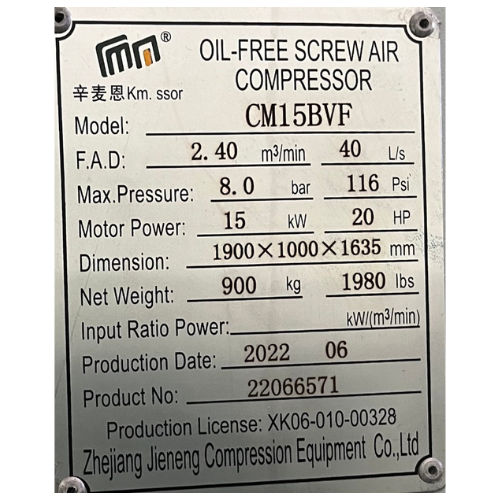 ®
OIL-FREE SCREW AIR
COMPRESSOR
辛麦恩Km. ssor
Model: CM15BVF
F.A.D: 2.40 m³/min 40 L/s
Max.Pressure: 8.0 bar 116 Psi
Motor Power: 15 kW 20 HP
Dimension: 1900×1000×1635 mm
Net Weight: 900 kg 1980 lbs
Input Ratio Power: kW/(m³/min)
Production Date: 2022 06
Product No: 22066571
Production License: XK06-010-00328
Zhejiang Jieneng Compression Equipment Co.,Ltd